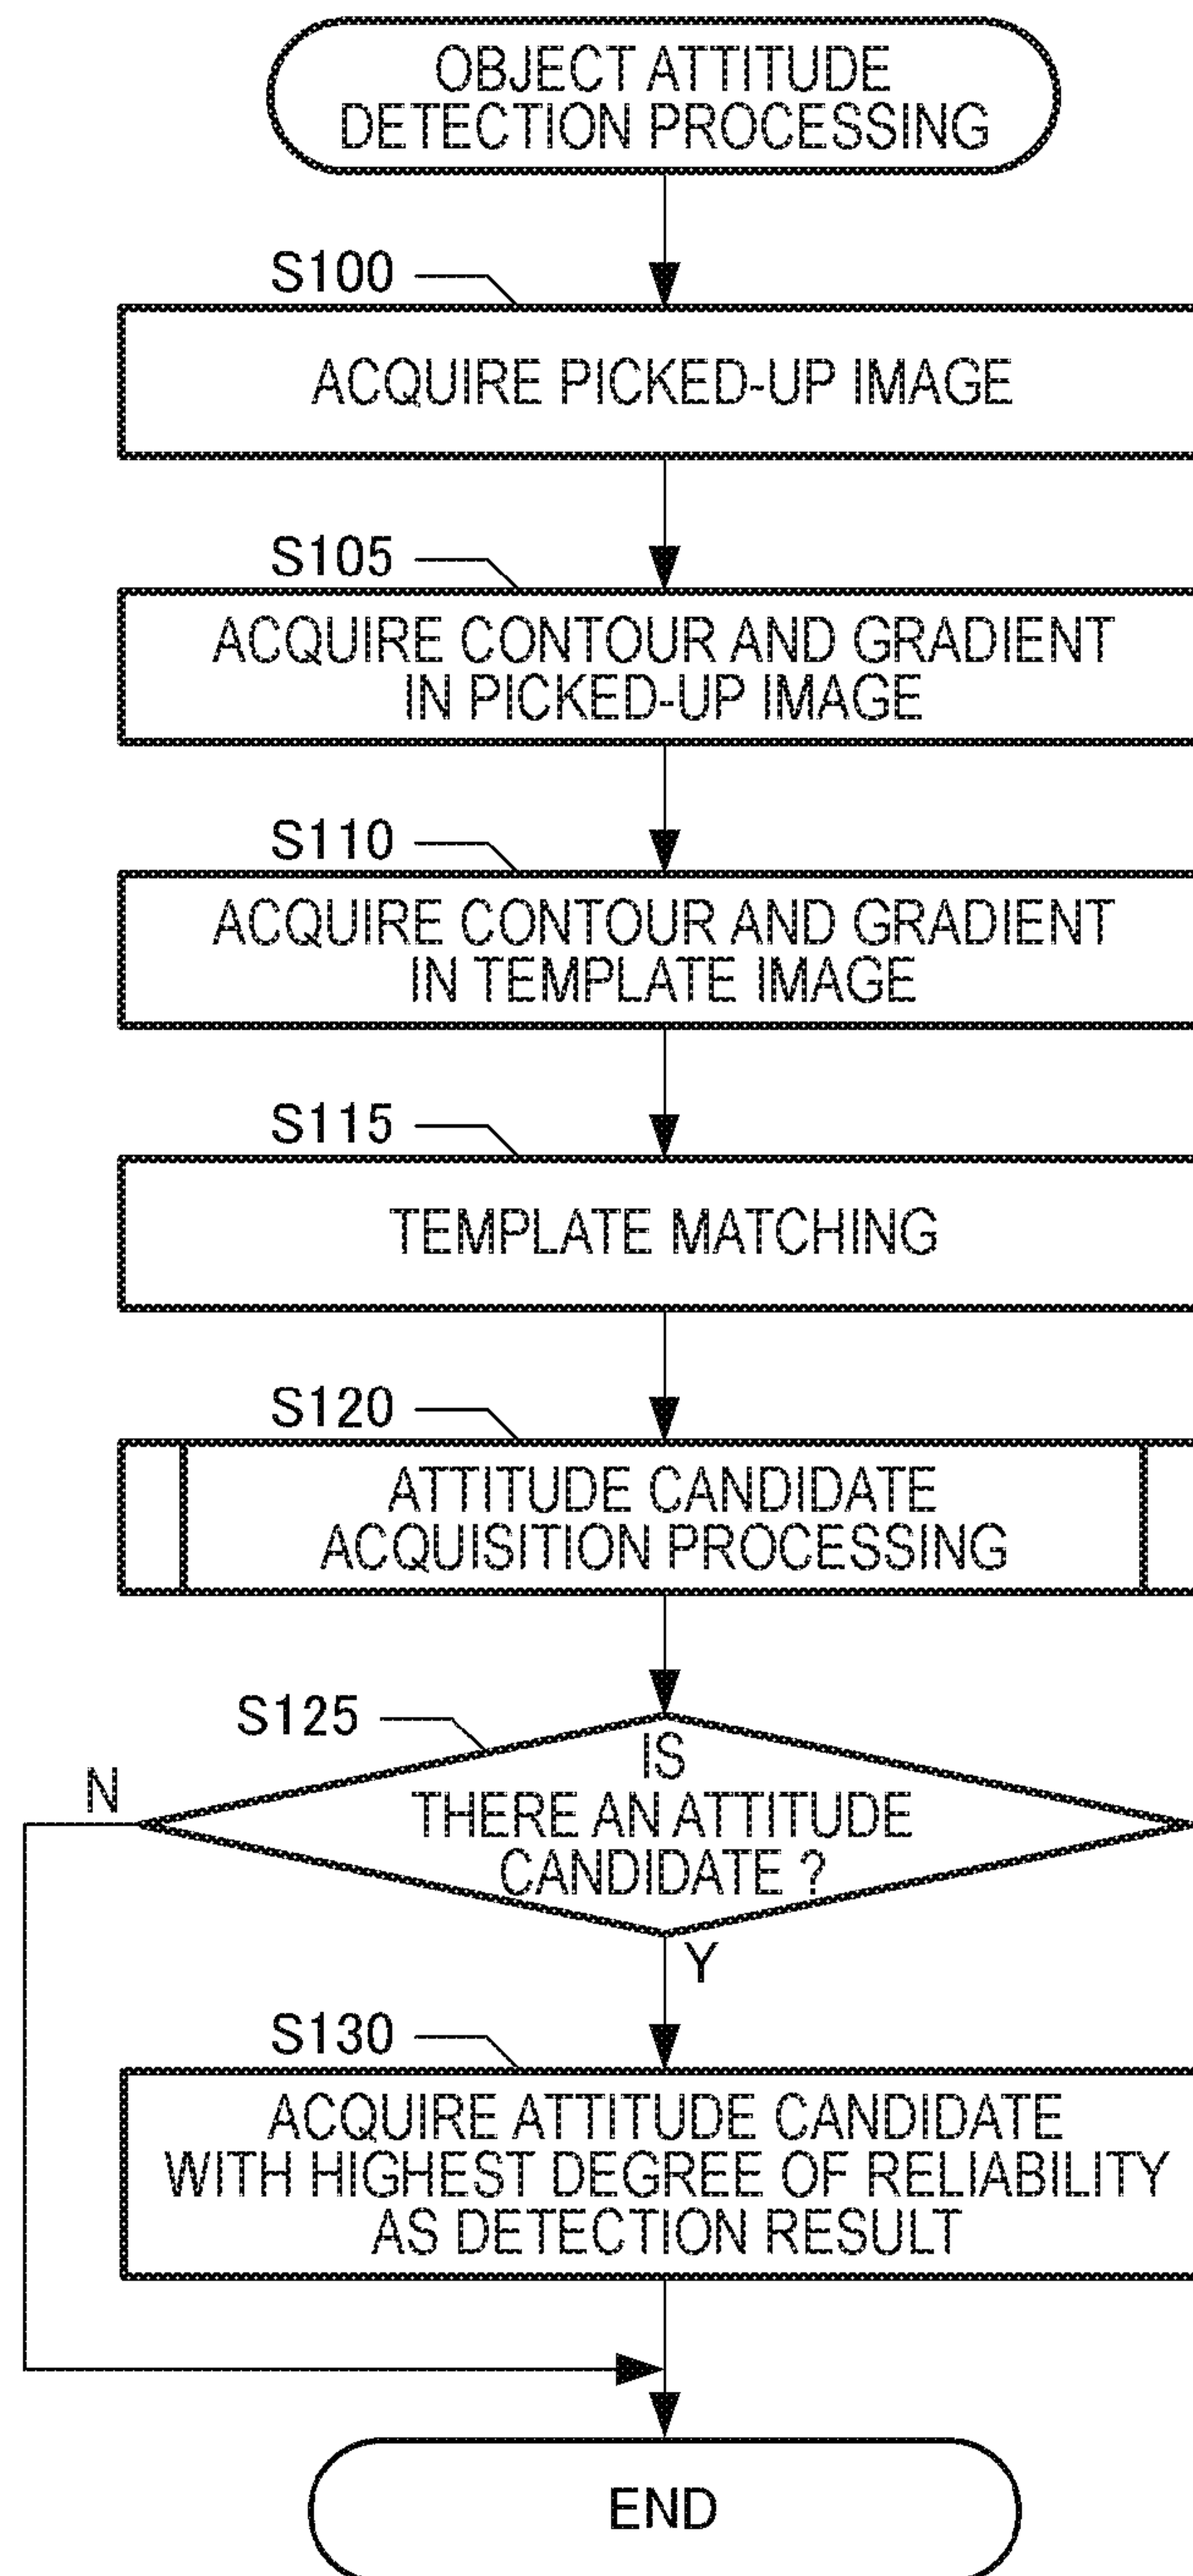 OBJECT ATTITUDE
DETECTION PROCESSING
S100
ACQUIRE PICKED-UP IMAGE
S105
ACQUIRE CONTOUR AND GRADIENT
IN PICKED-UP IMAGE
S110
ACQUIRE CONTOUR AND GRADIENT
IN TEMPLATE IMAGE
S115
TEMPLATE MATCHING
S120
ATTITUDE CANDIDATE
ACQUISITION PROCESSING
S125
N
IS
THERE AN ATTITUDE
CANDIDATE ?
Y
S130
ACQUIRE ATTITUDE CANDIDATE
WITH HIGHEST DEGREE OF RELIABILITY
AS DETECTION RESULT
END